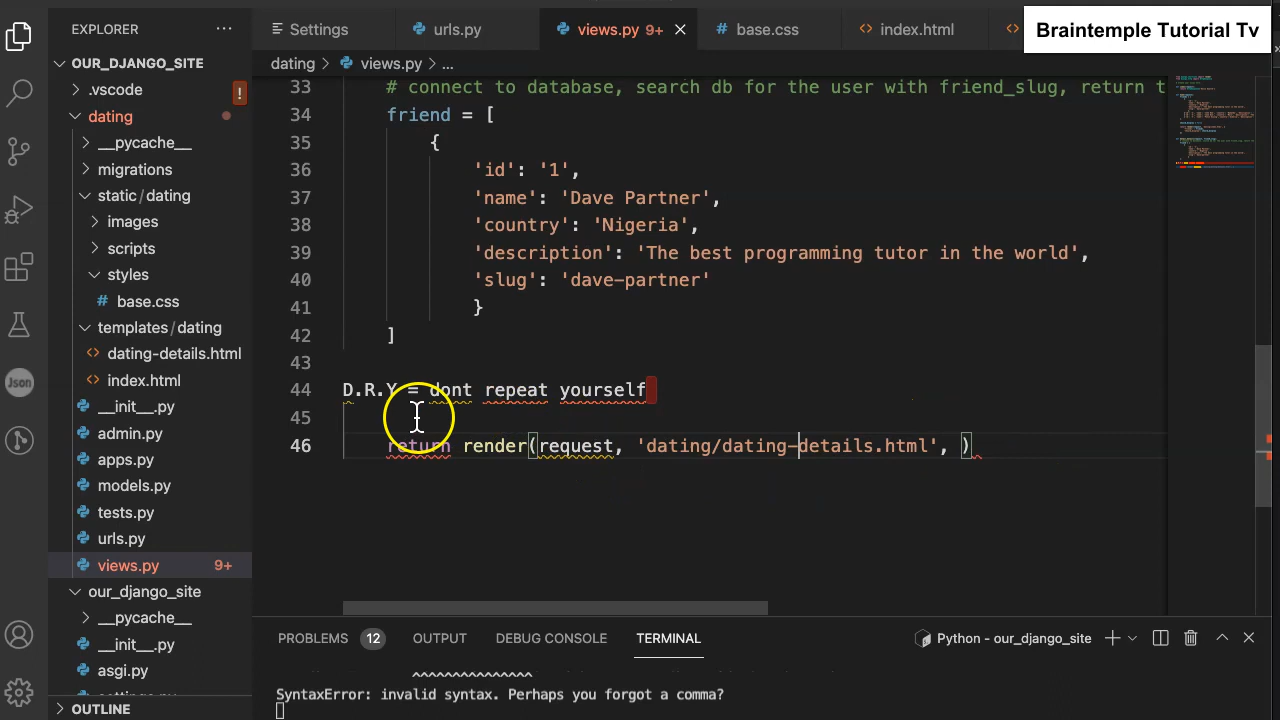 EXPLORER
Settings
urls.py
views.py 9+
base.css
index.html
Braintemple Tutorial Tv
OUR_DJANGO_SITE
dating
views.py
...
.vscode
dating
__pycache__
migrations
static/dating
images
scripts
styles
base.css
templates/dating
dating-details.html
index.html
__init__.py
admin.py
apps.py
models.py
tests.py
urls.py
views.py 9+
our_django_site
__pycache__
__init__.py
asgi.py
OUTLINE
Json
33 # connect to database, search db for the user with friend_slug, return t
34 friend = [
35 {
36 'id': '1',
37 'name': 'Dave Partner',
38 'country': 'Nigeria',
39 'description': 'The best programming tutor in the world',
40 'slug': 'dave-partner'
41 }
42 ]
43
44 D.R.Y = dont repeat yourself
45
46 return render(request, 'dating/dating-details.html', )
PROBLEMS 12 OUTPUT DEBUG CONSOLE TERMINAL
Python - our_django_site
^^^^^^^^^^^^^^^
SyntaxError: invalid syntax. Perhaps you forgot a comma?